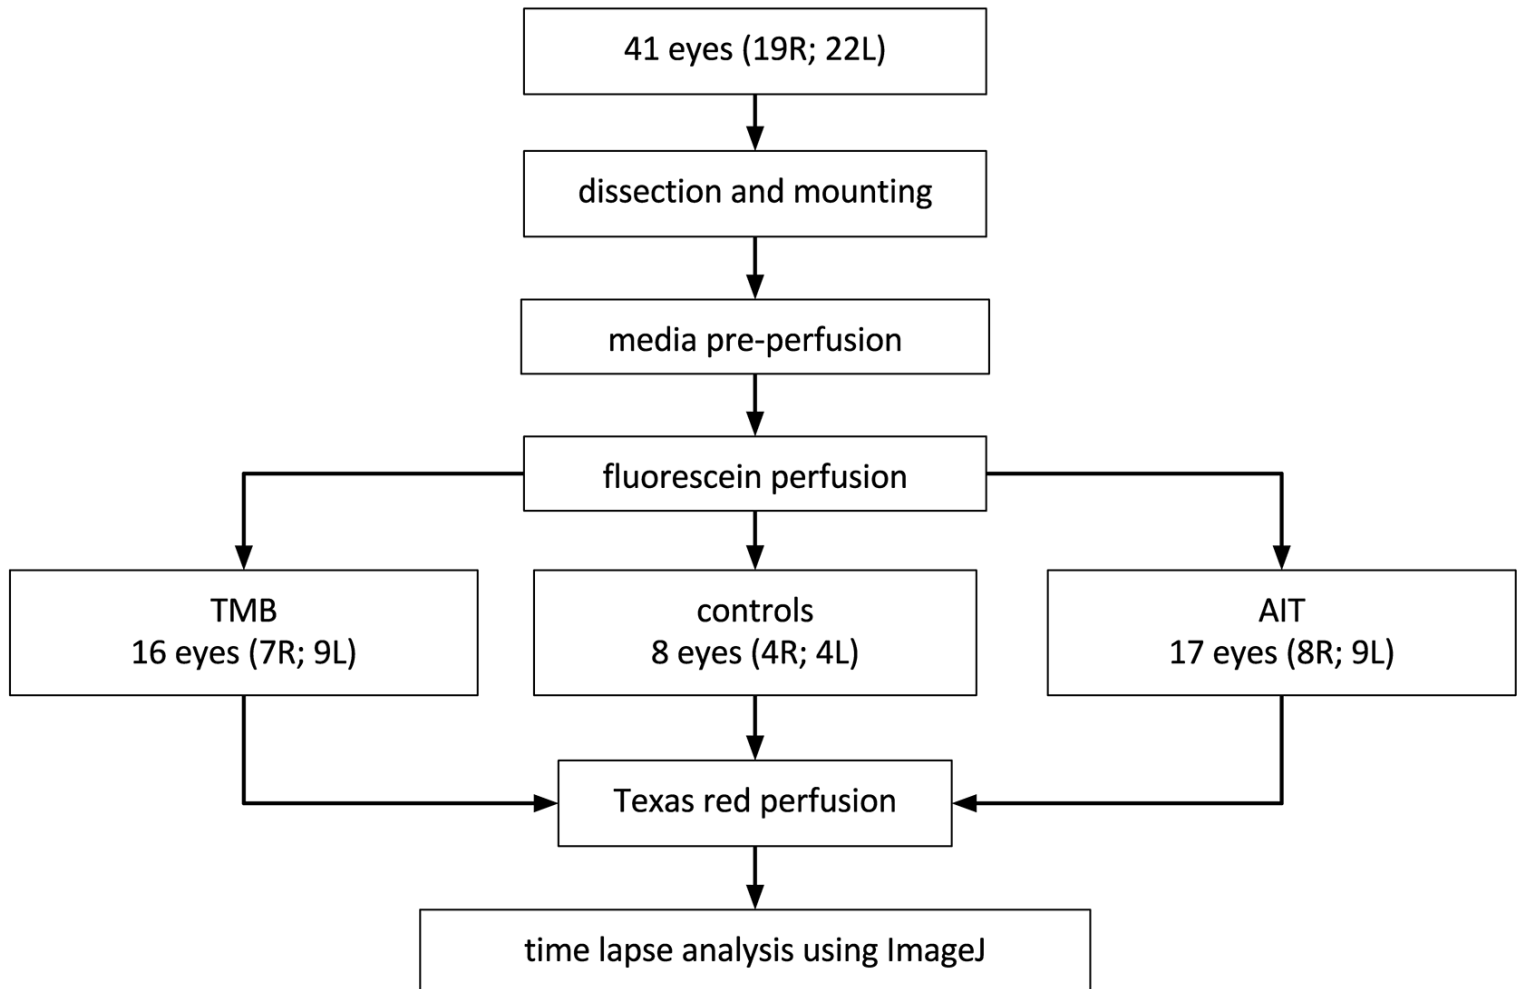 41 eyes (19R; 22L)
dissection and mounting
media pre-perfusion
fluorescein perfusion
TMB
16 eyes (7R; 9L)
controls
8 eyes (4R; 4L)
AIT
17 eyes (8R; 9L)
Texas red perfusion
time lapse analysis using ImageJ